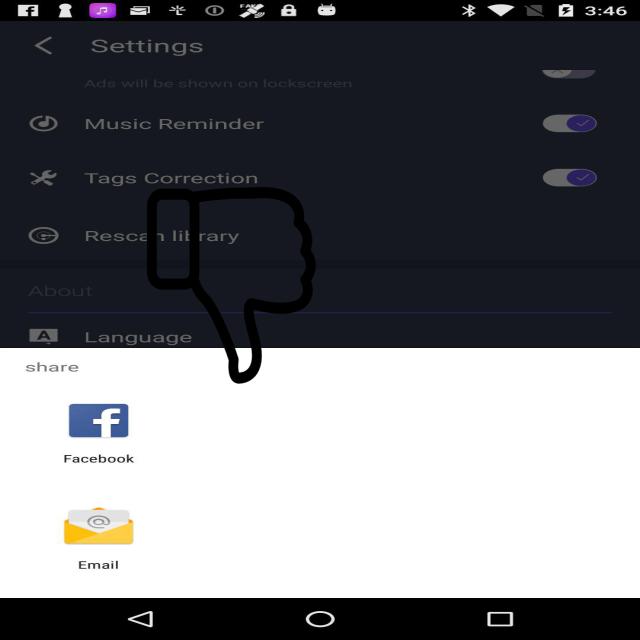 3:46
Settings
Ads will be shown on lockscreen
Music Reminder
Tags Correction
Rescan library
About
Language
share
Facebook
Email